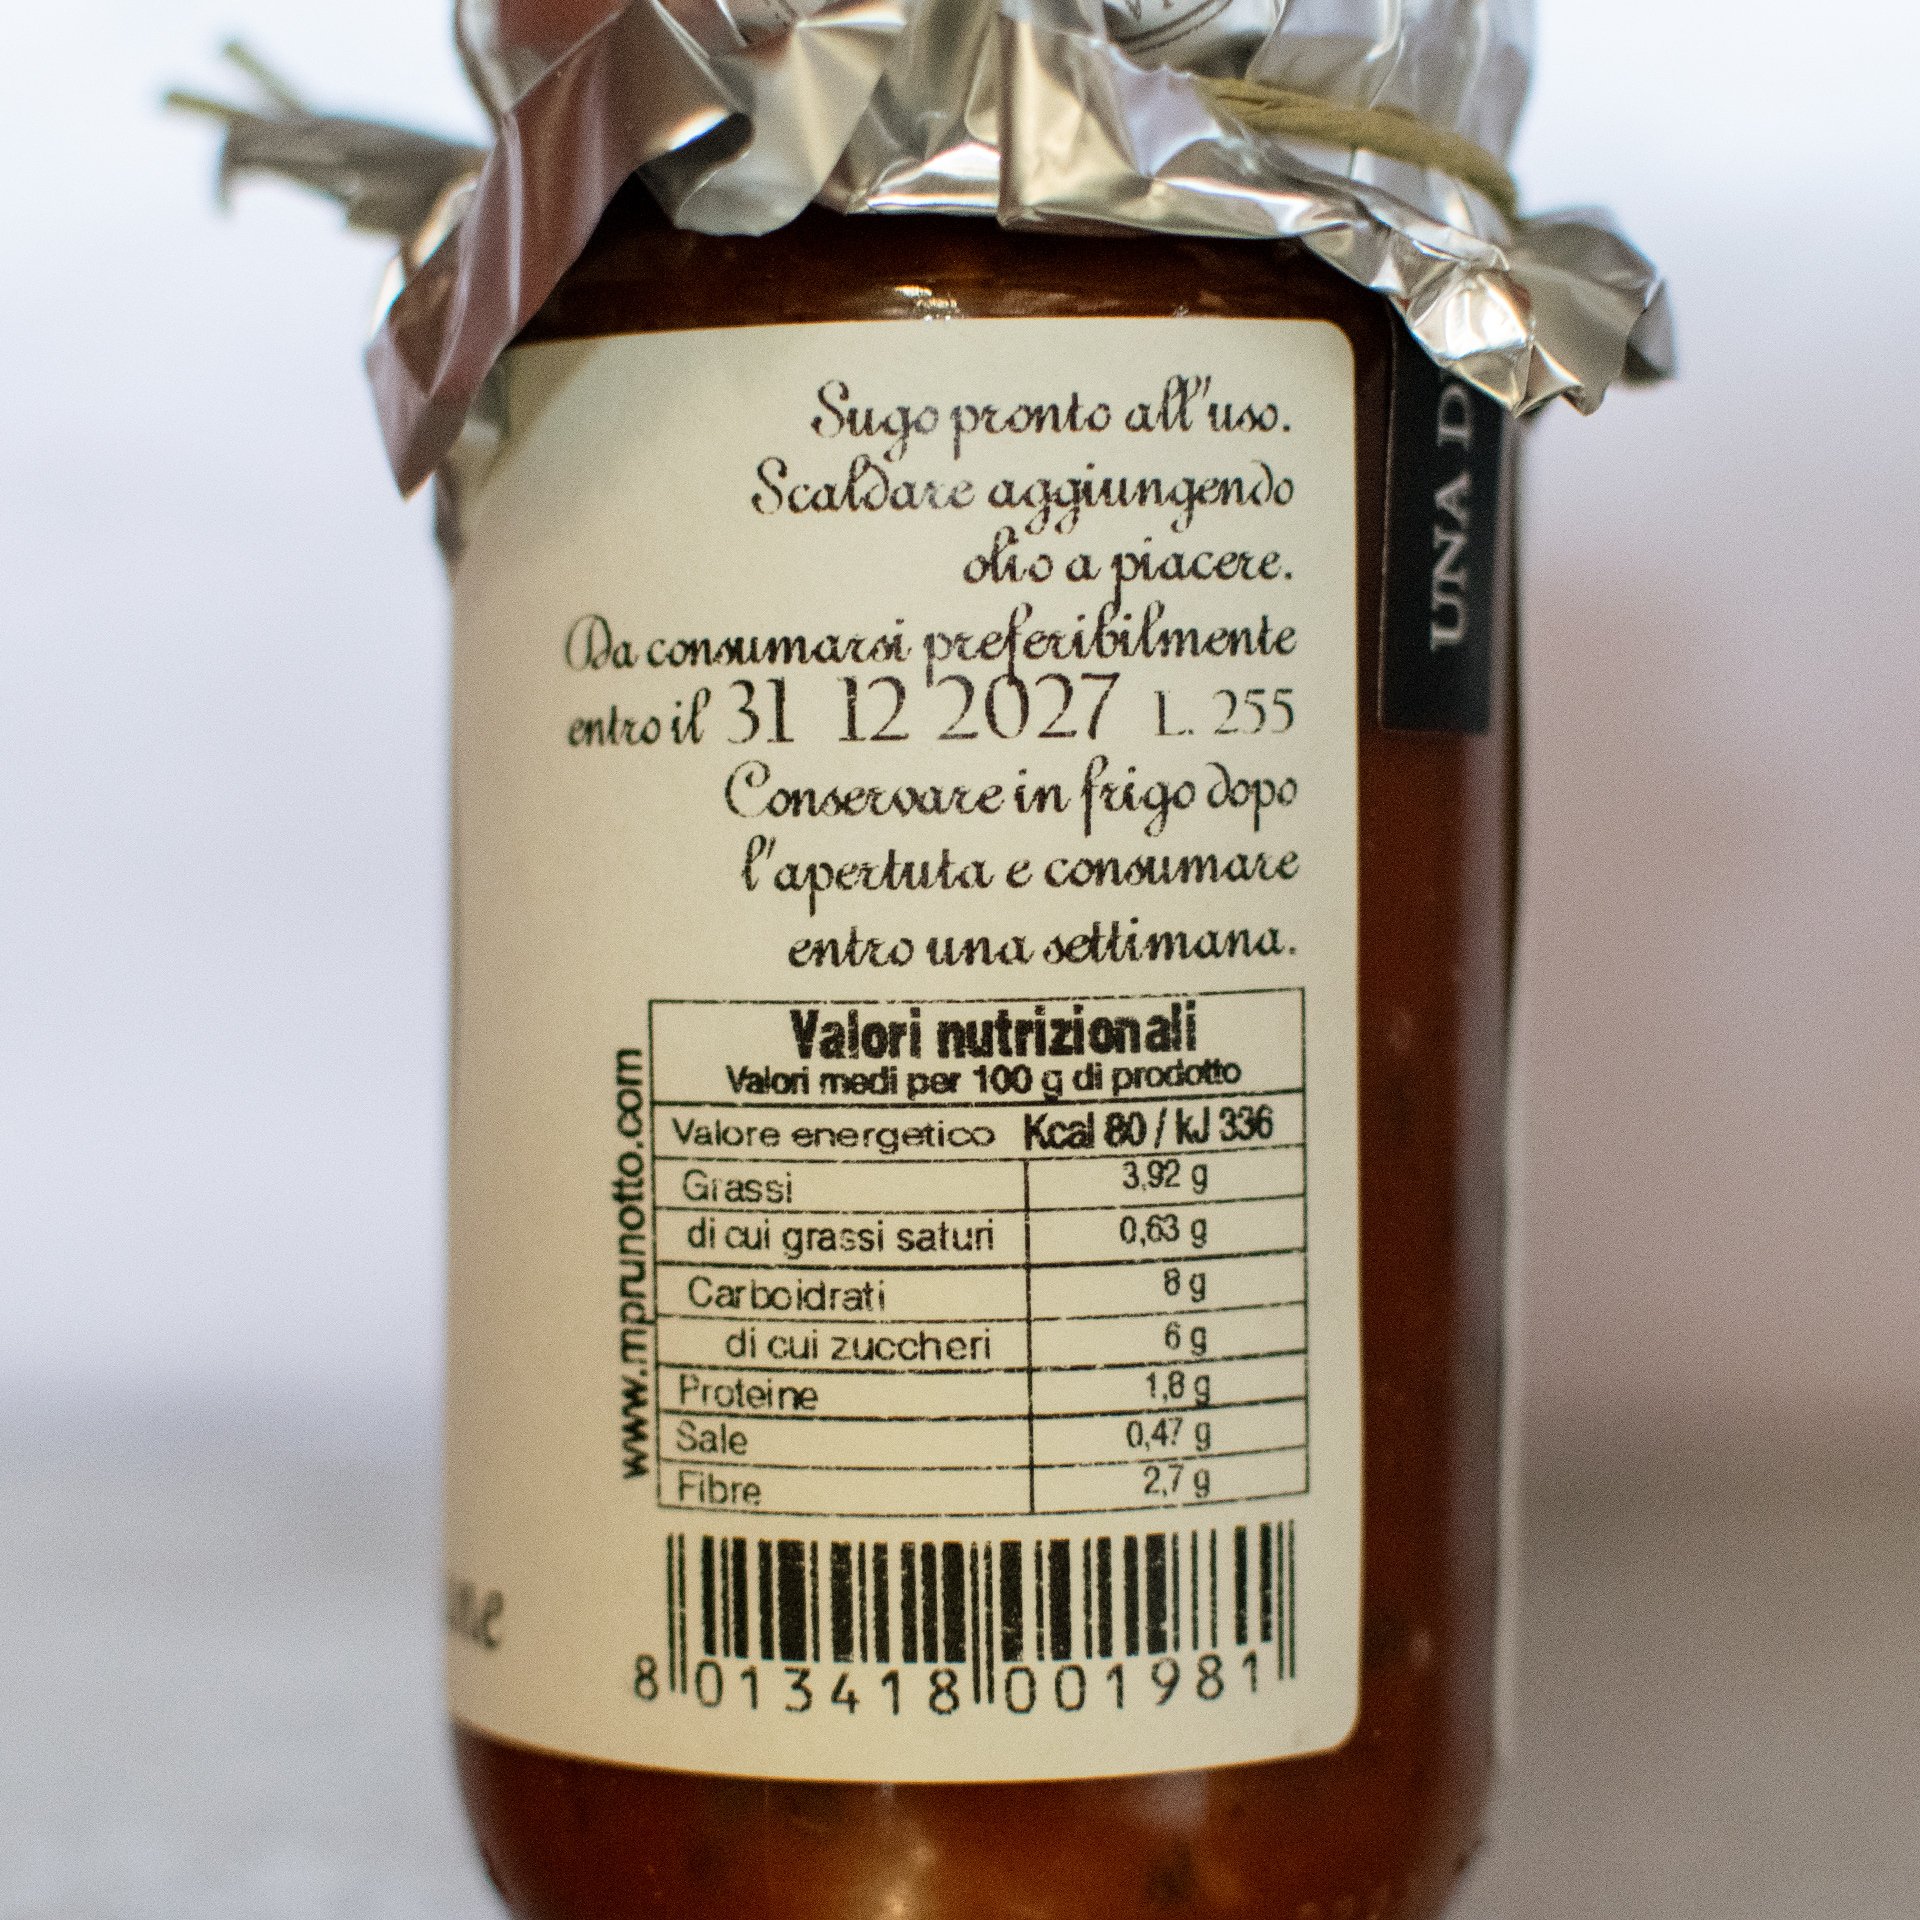 Sugo pronto all'uso.
Scaldare aggiungendo
olio a piacere.
Da consumarsi preferibilmente
entro il 31 12 2027 L. 255
Conservare in frigo dopo
l'apertuta e consumare
entro una settimana.
Valori nutrizionali
Valori medi per 100 g di prodotto
Valore energetico Kcal 80 / kJ 336
Grassi 3,92 g
di cui grassi saturi 0,63 g
Carboidrati 8 g
di cui zuccheri 6 g
Proteine 1,8 g
Sale 0,47 g
Fibre 2,7 g
www.mprunotto.com
8 013418 001981
UNA D